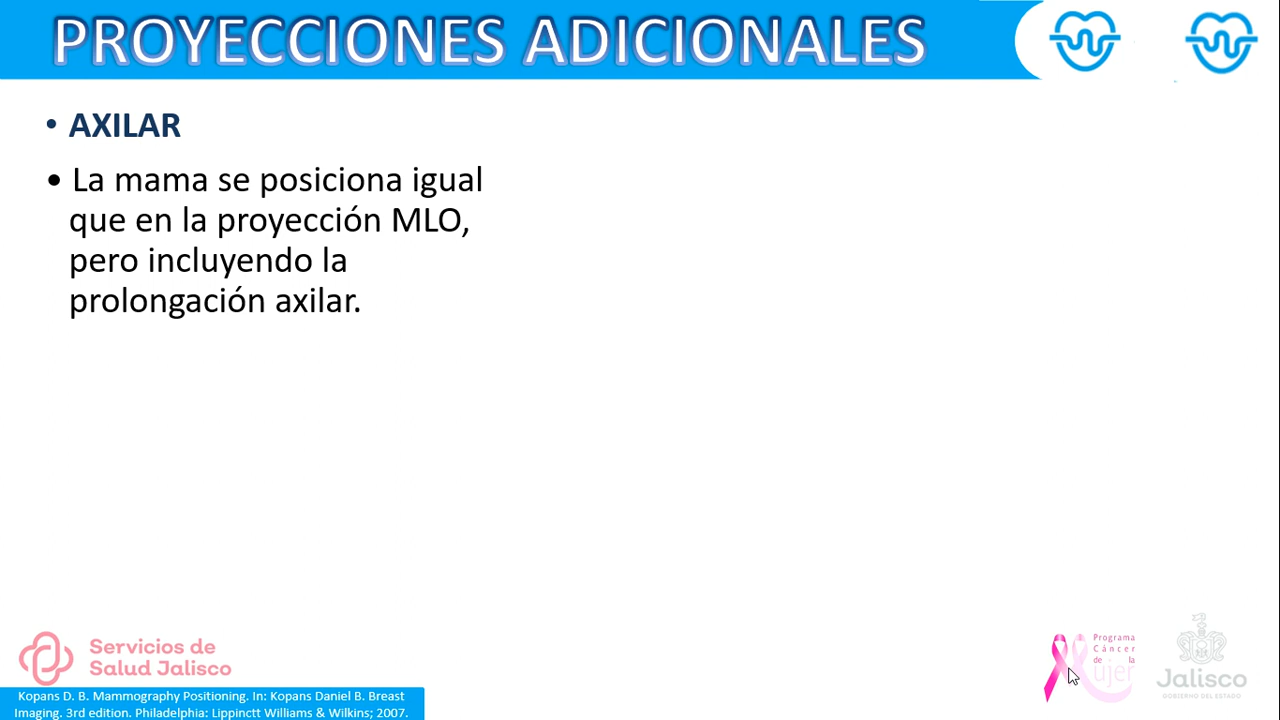 PROYECCIONES ADICIONALES
• AXILAR
• La mama se posiciona igual
que en la proyección MLO,
pero incluyendo la
prolongación axilar.
Servicios de
Salud Jalisco
Programa
Cáncer
de la
ujer
Jalisco
GOBIERNO DEL ESTADO
Kopans D. B. Mammography Positioning. In: Kopans Daniel B. Breast
Imaging. 3rd edition. Philadelphia: Lippinctt Williams & Wilkins; 2007.